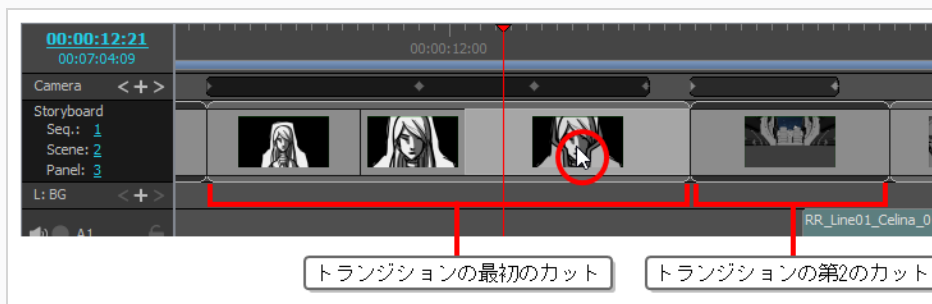 00:00:12:21
00:07:04:09
00:00:12:00
Camera < + >
Storyboard
Seq.: 1
Scene: 2
Panel: 3
L: BG < + >
A1
RR_Line01_Celina_0
トランジションの最初のカット
トランジションの第2のカット